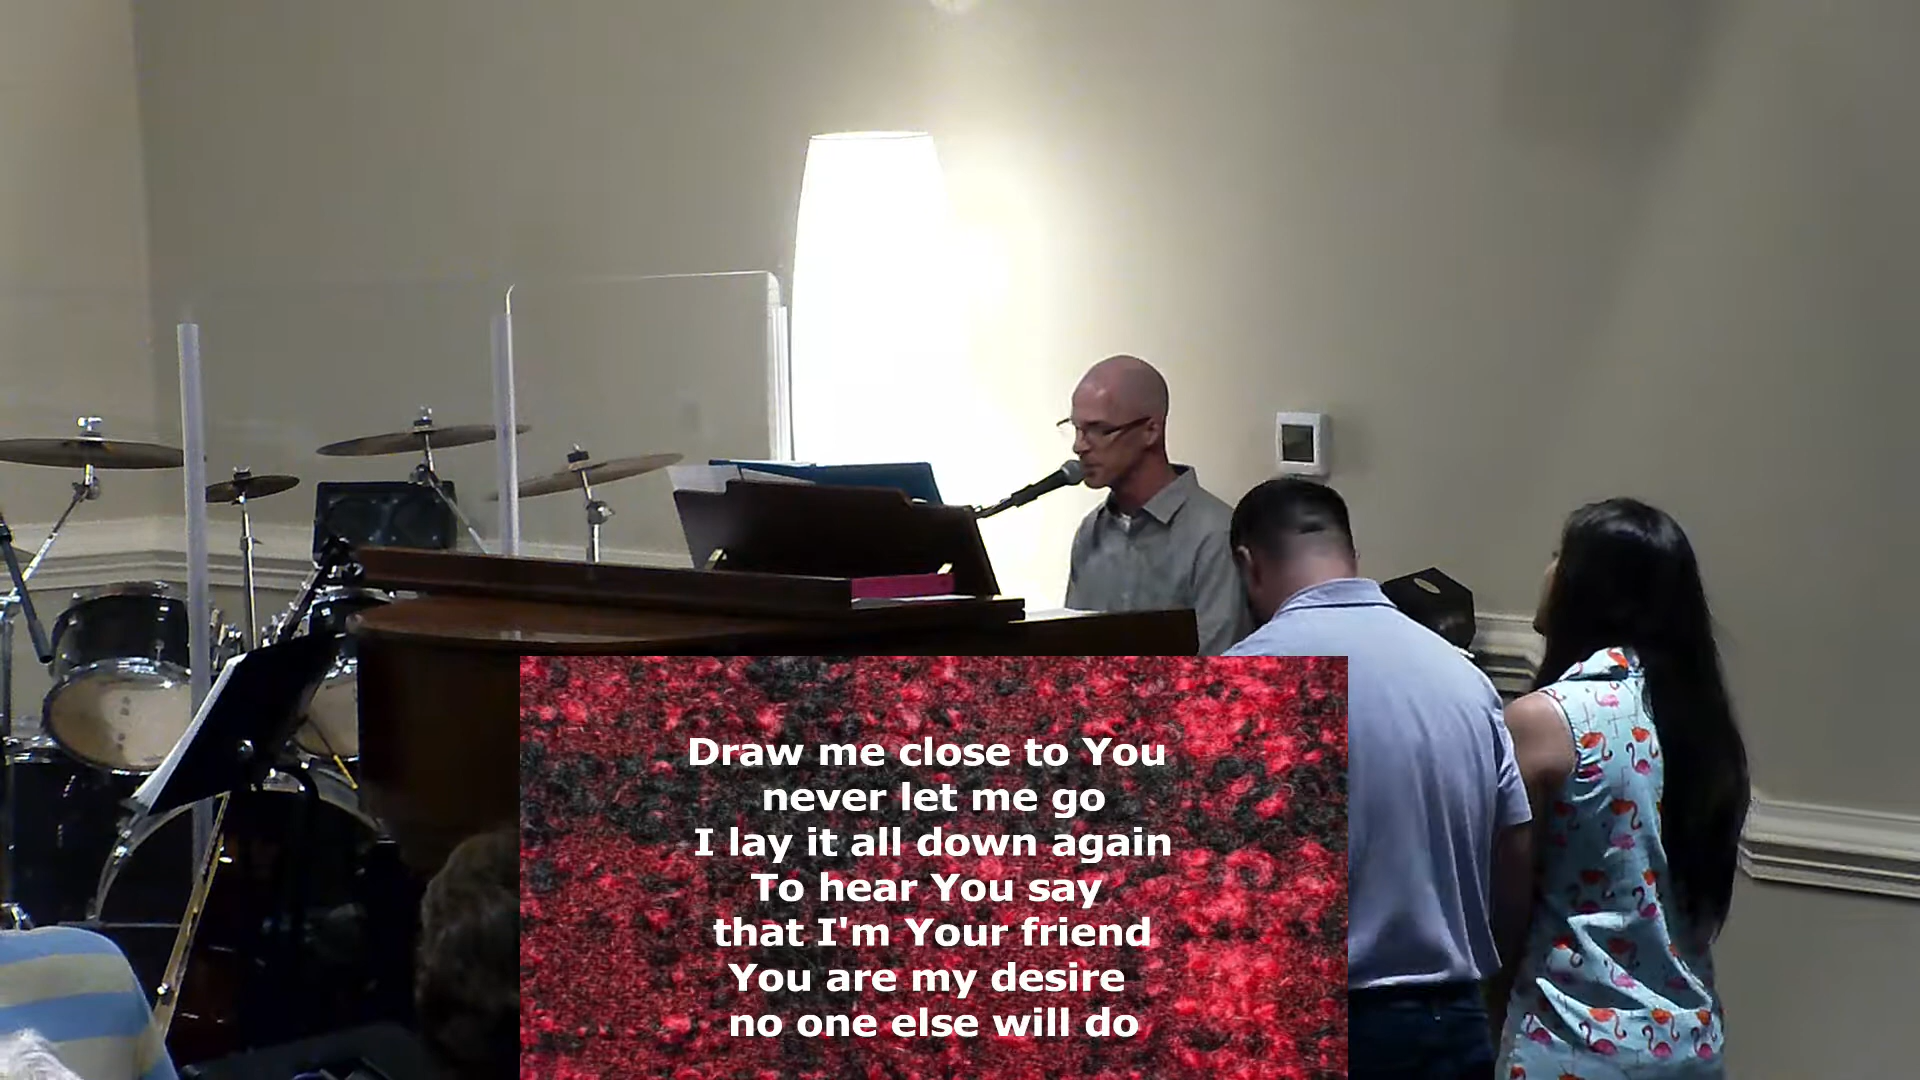 Draw me close to You
never let me go
I lay it all down again
To hear You say
that I'm Your friend
You are my desire
no one else will do